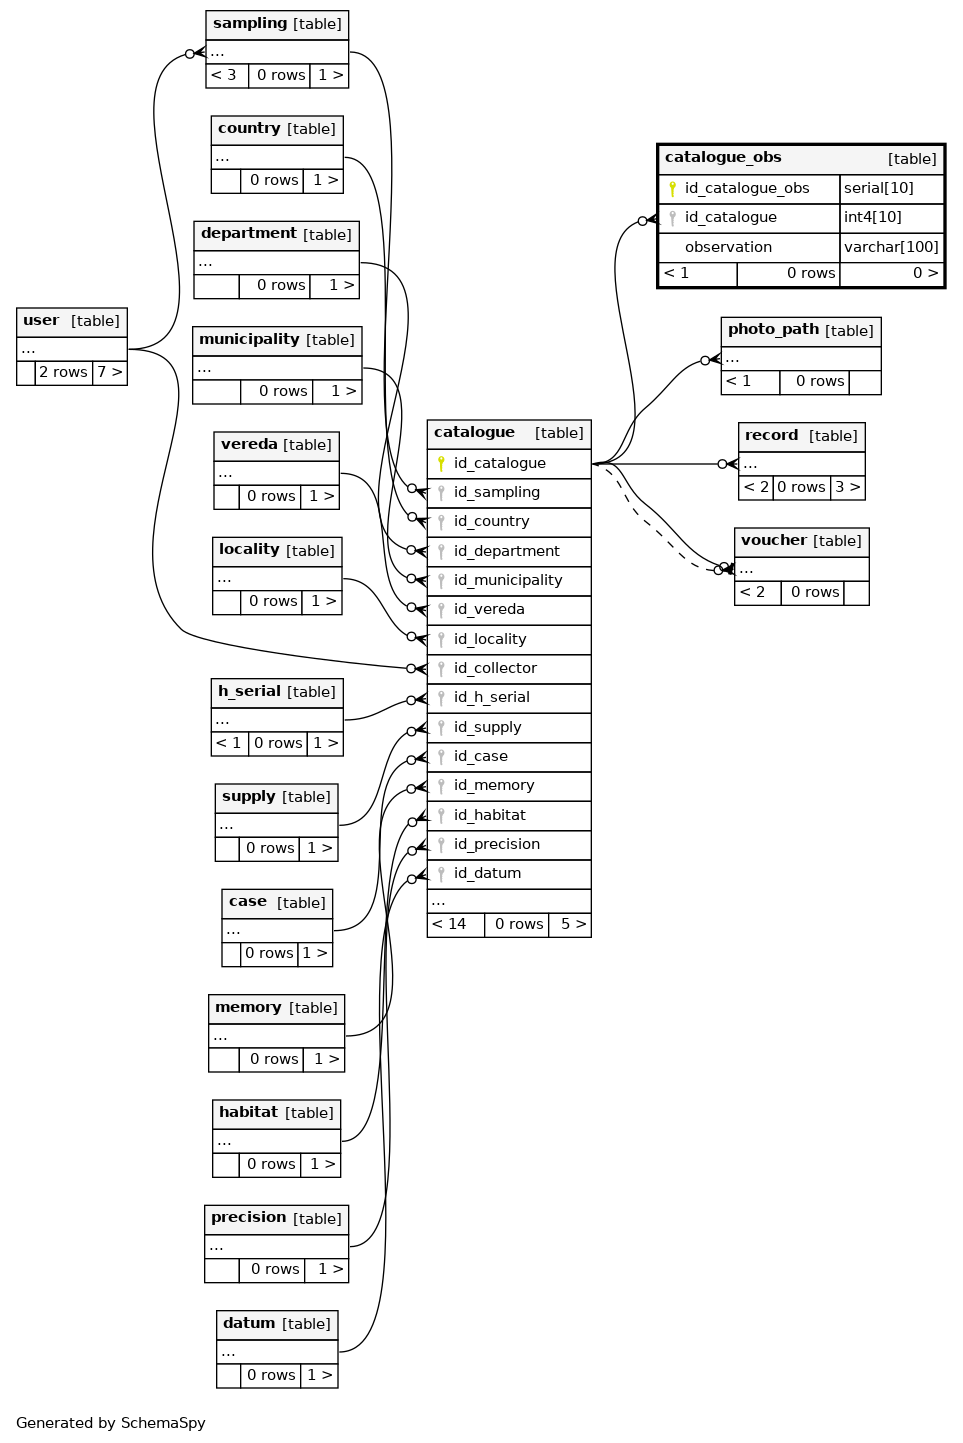 sampling [table]
...
< 3 0 rows 1 >
country [table]
...
0 rows 1 >
department [table]
...
0 rows 1 >
municipality [table]
...
0 rows 1 >
user [table]
...
2 rows 7 >
vereda [table]
...
0 rows 1 >
locality [table]
...
0 rows 1 >
h_serial [table]
...
< 1 0 rows 1 >
supply [table]
...
0 rows 1 >
case [table]
...
0 rows 1 >
memory [table]
...
0 rows 1 >
habitat [table]
...
0 rows 1 >
precision [table]
...
0 rows 1 >
datum [table]
...
0 rows 1 >
catalogue [table]
id_catalogue
id_sampling
id_country
id_department
id_municipality
id_vereda
id_locality
id_collector
id_h_serial
id_supply
id_case
id_memory
id_habitat
id_precision
id_datum
...
< 14 0 rows 5 >
catalogue_obs [table]
id_catalogue_obs serial[10]
id_catalogue int4[10]
observation varchar[100]
< 1 0 rows 0 >
photo_path [table]
...
< 1 0 rows
record [table]
...
< 2 0 rows 3 >
voucher [table]
...
< 2 0 rows
Generated by SchemaSpy